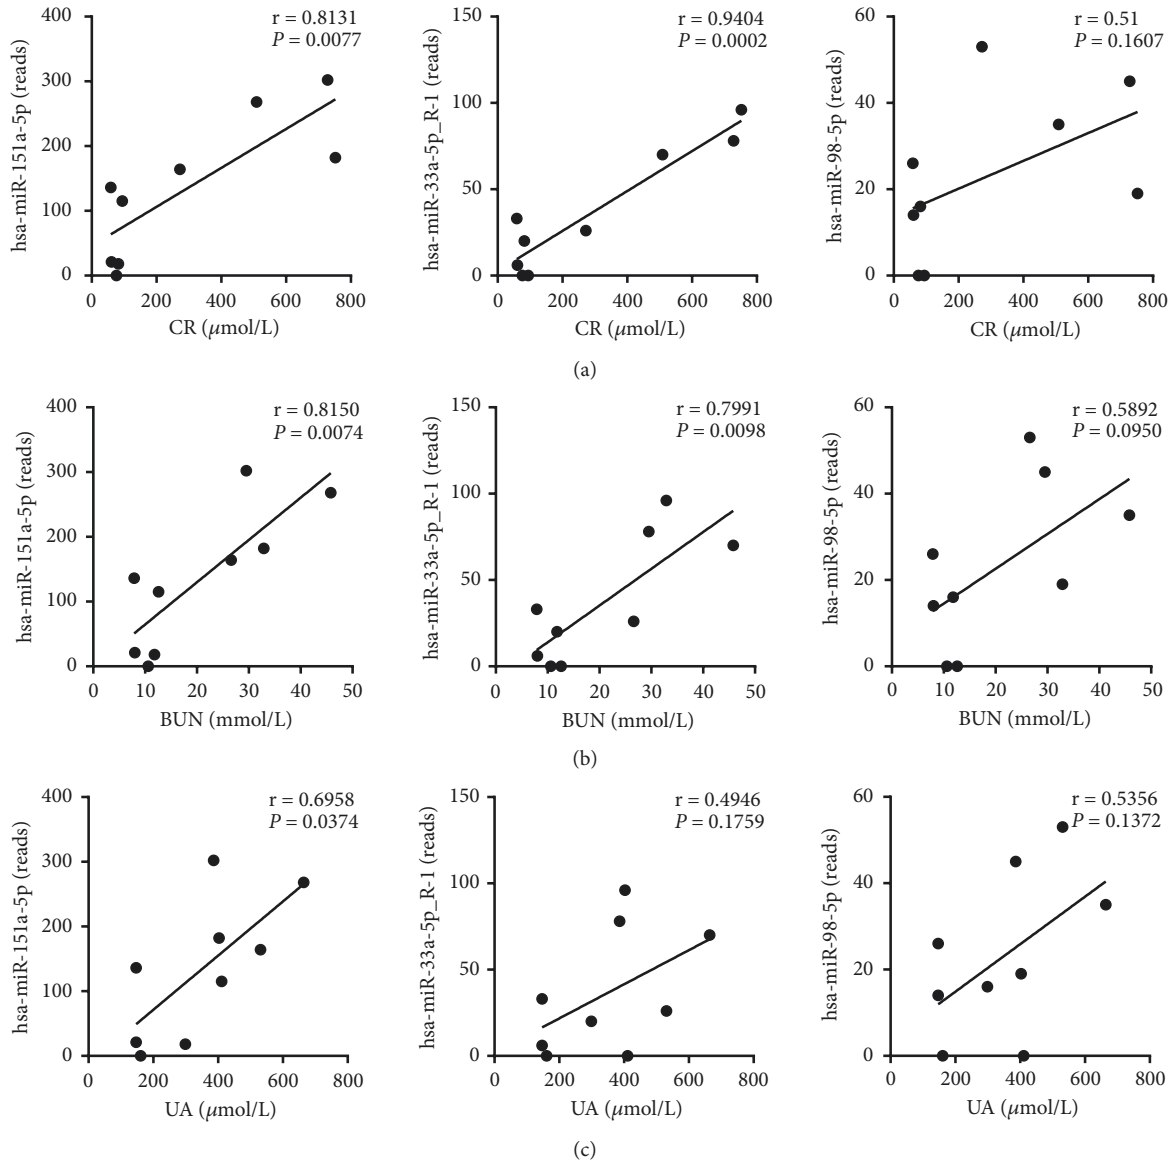 400
300
200
100
0
hsa-miR-151a-5p (reads)
r = 0.8131
P = 0.0077
0 200 400 600 800
CR (μmol/L)
150
100
50
0
hsa-miR-33a-5p_R-1 (reads)
r = 0.9404
P = 0.0002
0 200 400 600 800
CR (μmol/L)
60
40
20
0
hsa-miR-98-5p (reads)
r = 0.51
P = 0.1607
0 200 400 600 800
CR (μmol/L)
(a)
400
300
200
100
0
hsa-miR-151a-5p (reads)
r = 0.8150
P = 0.0074
0 10 20 30 40 50
BUN (mmol/L)
150
100
50
0
hsa-miR-33a-5p_R-1 (reads)
r = 0.7991
P = 0.0098
0 10 20 30 40 50
BUN (mmol/L)
60
40
20
0
hsa-miR-98-5p (reads)
r = 0.5892
P = 0.0950
0 10 20 30 40 50
BUN (mmol/L)
(b)
400
300
200
100
0
hsa-miR-151a-5p (reads)
r = 0.6958
P = 0.0374
0 200 400 600 800
UA (μmol/L)
150
100
50
0
hsa-miR-33a-5p_R-1 (reads)
r = 0.4946
P = 0.1759
0 200 400 600 800
UA (μmol/L)
60
40
20
0
hsa-miR-98-5p (reads)
r = 0.5356
P = 0.1372
0 200 400 600 800
UA (μmol/L)
(c)